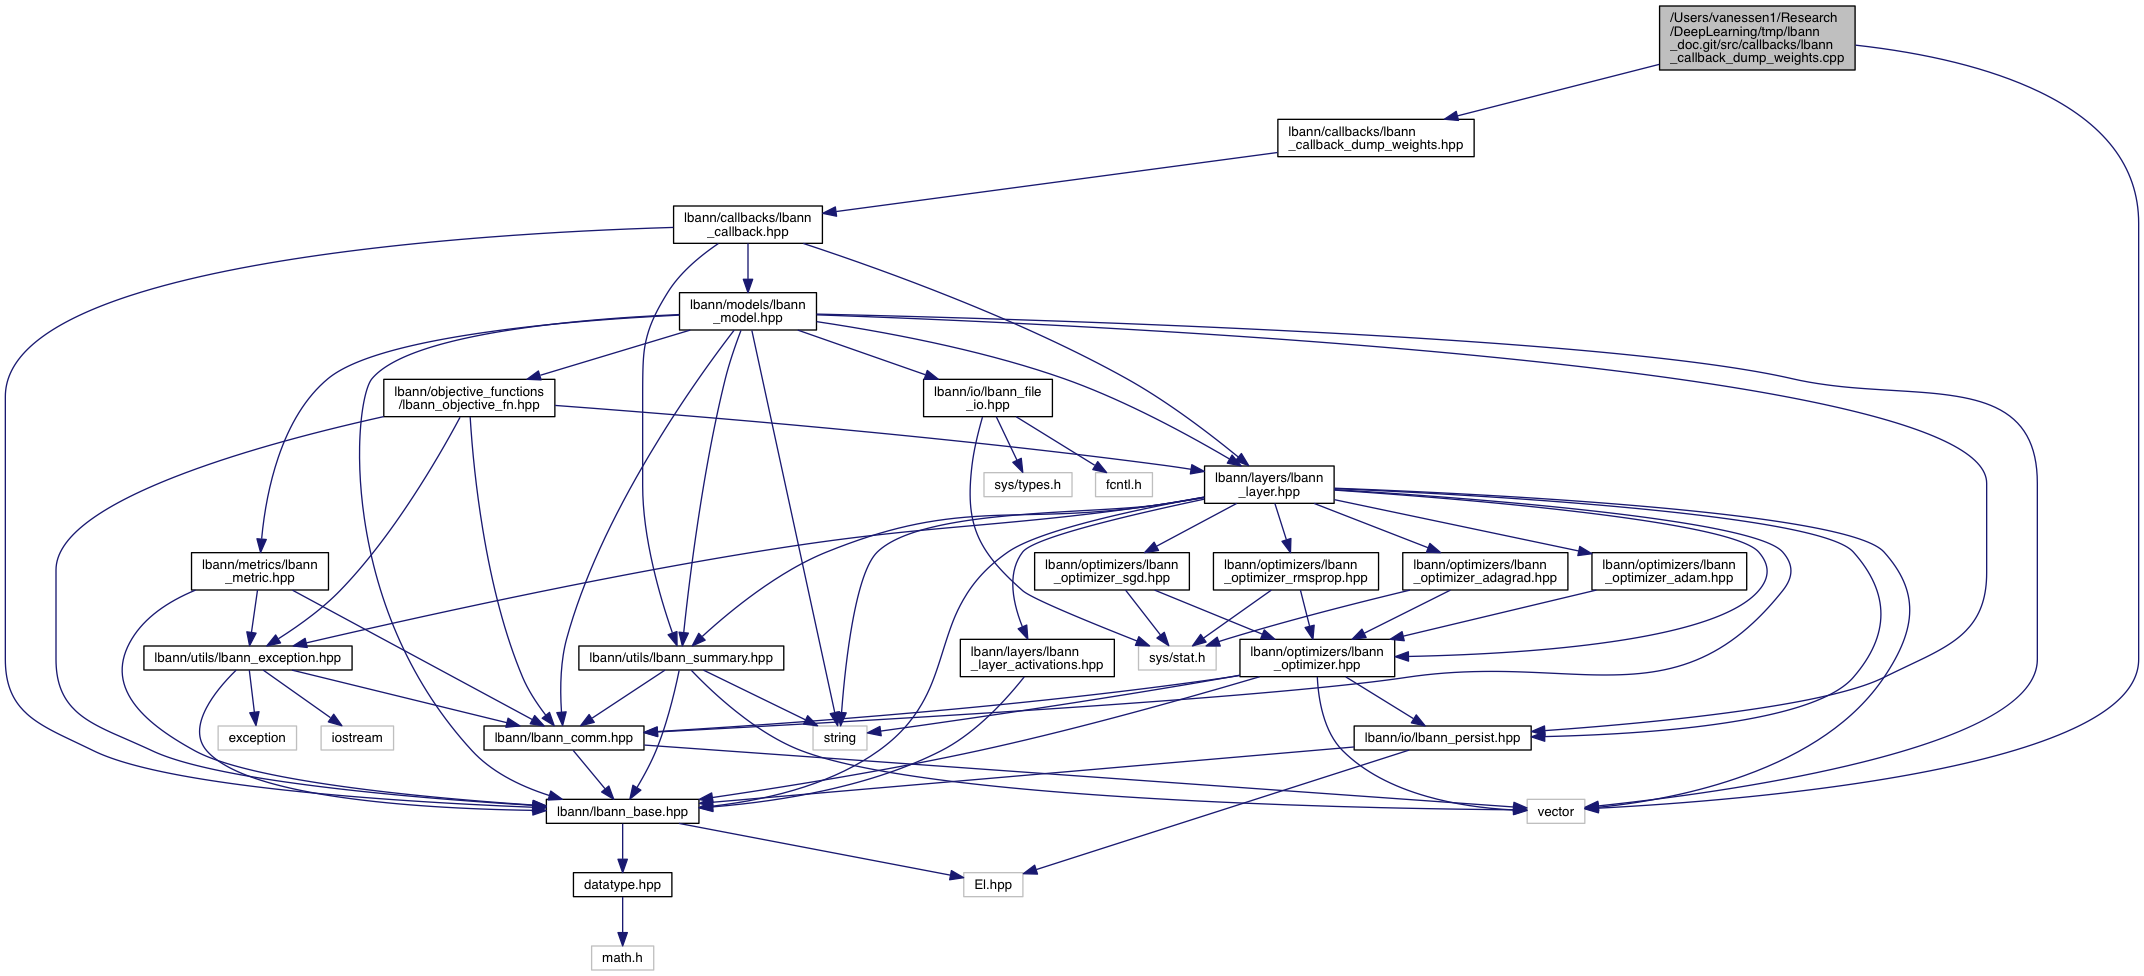 /Users/vanessen1/Research
/DeepLearning/tmp/lbann
_doc.git/src/callbacks/lbann
_callback_dump_weights.cpp
lbann/callbacks/lbann
_callback_dump_weights.hpp
lbann/callbacks/lbann
_callback.hpp
lbann/models/lbann
_model.hpp
lbann/objective_functions
/lbann_objective_fn.hpp
lbann/io/lbann_file
_io.hpp
sys/types.h
fcntl.h
lbann/layers/lbann
_layer.hpp
lbann/metrics/lbann
_metric.hpp
lbann/optimizers/lbann
_optimizer_sgd.hpp
lbann/optimizers/lbann
_optimizer_rmsprop.hpp
lbann/optimizers/lbann
_optimizer_adagrad.hpp
lbann/optimizers/lbann
_optimizer_adam.hpp
lbann/utils/lbann_exception.hpp
lbann/utils/lbann_summary.hpp
lbann/layers/lbann
_layer_activations.hpp
sys/stat.h
lbann/optimizers/lbann
_optimizer.hpp
exception
iostream
lbann/lbann_comm.hpp
string
lbann/io/lbann_persist.hpp
lbann/lbann_base.hpp
vector
datatype.hpp
El.hpp
math.h